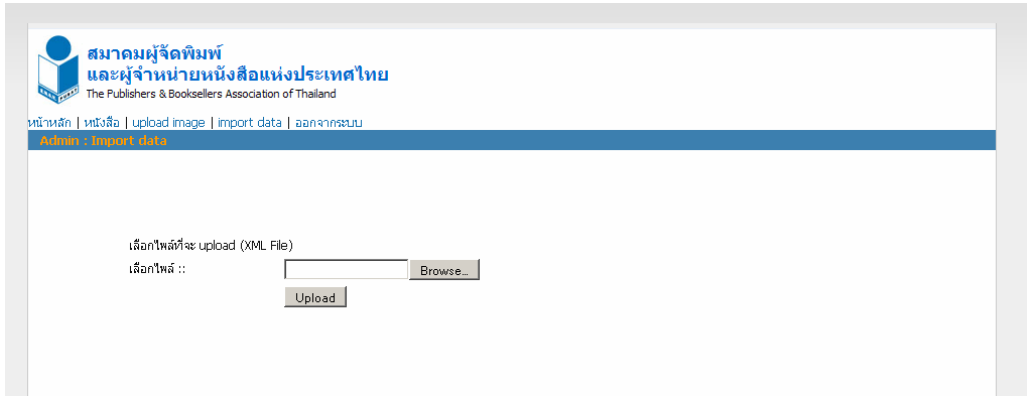 สมาคมผู้จัดพิมพ์
และผู้จำหน่ายหนังสือแห่งประเทศไทย
The Publishers & Booksellers Association of Thailand
หน้าหลัก | หนังสือ | upload image | import data | ออกจากระบบ
Admin : Import data
เลือกไฟล์ที่จะ upload (XML File)
เลือกไฟล์ ::
Browse...
Upload